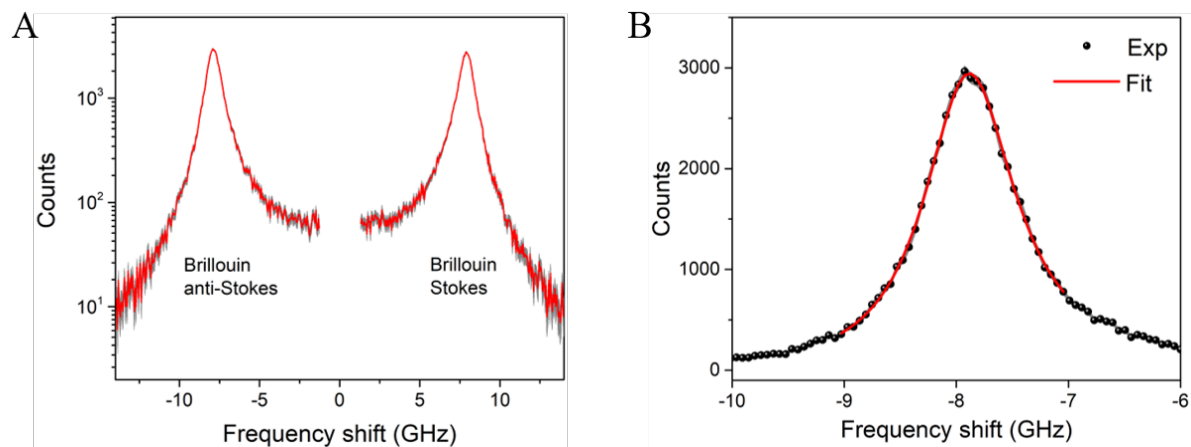 A
Counts
10³
10²
10¹
Brillouin
anti-Stokes
Brillouin
Stokes
-10 -5 0 5 10
Frequency shift (GHz)
B
Exp
Fit
Counts
3000
2000
1000
0
-10 -9 -8 -7 -6
Frequency shift (GHz)